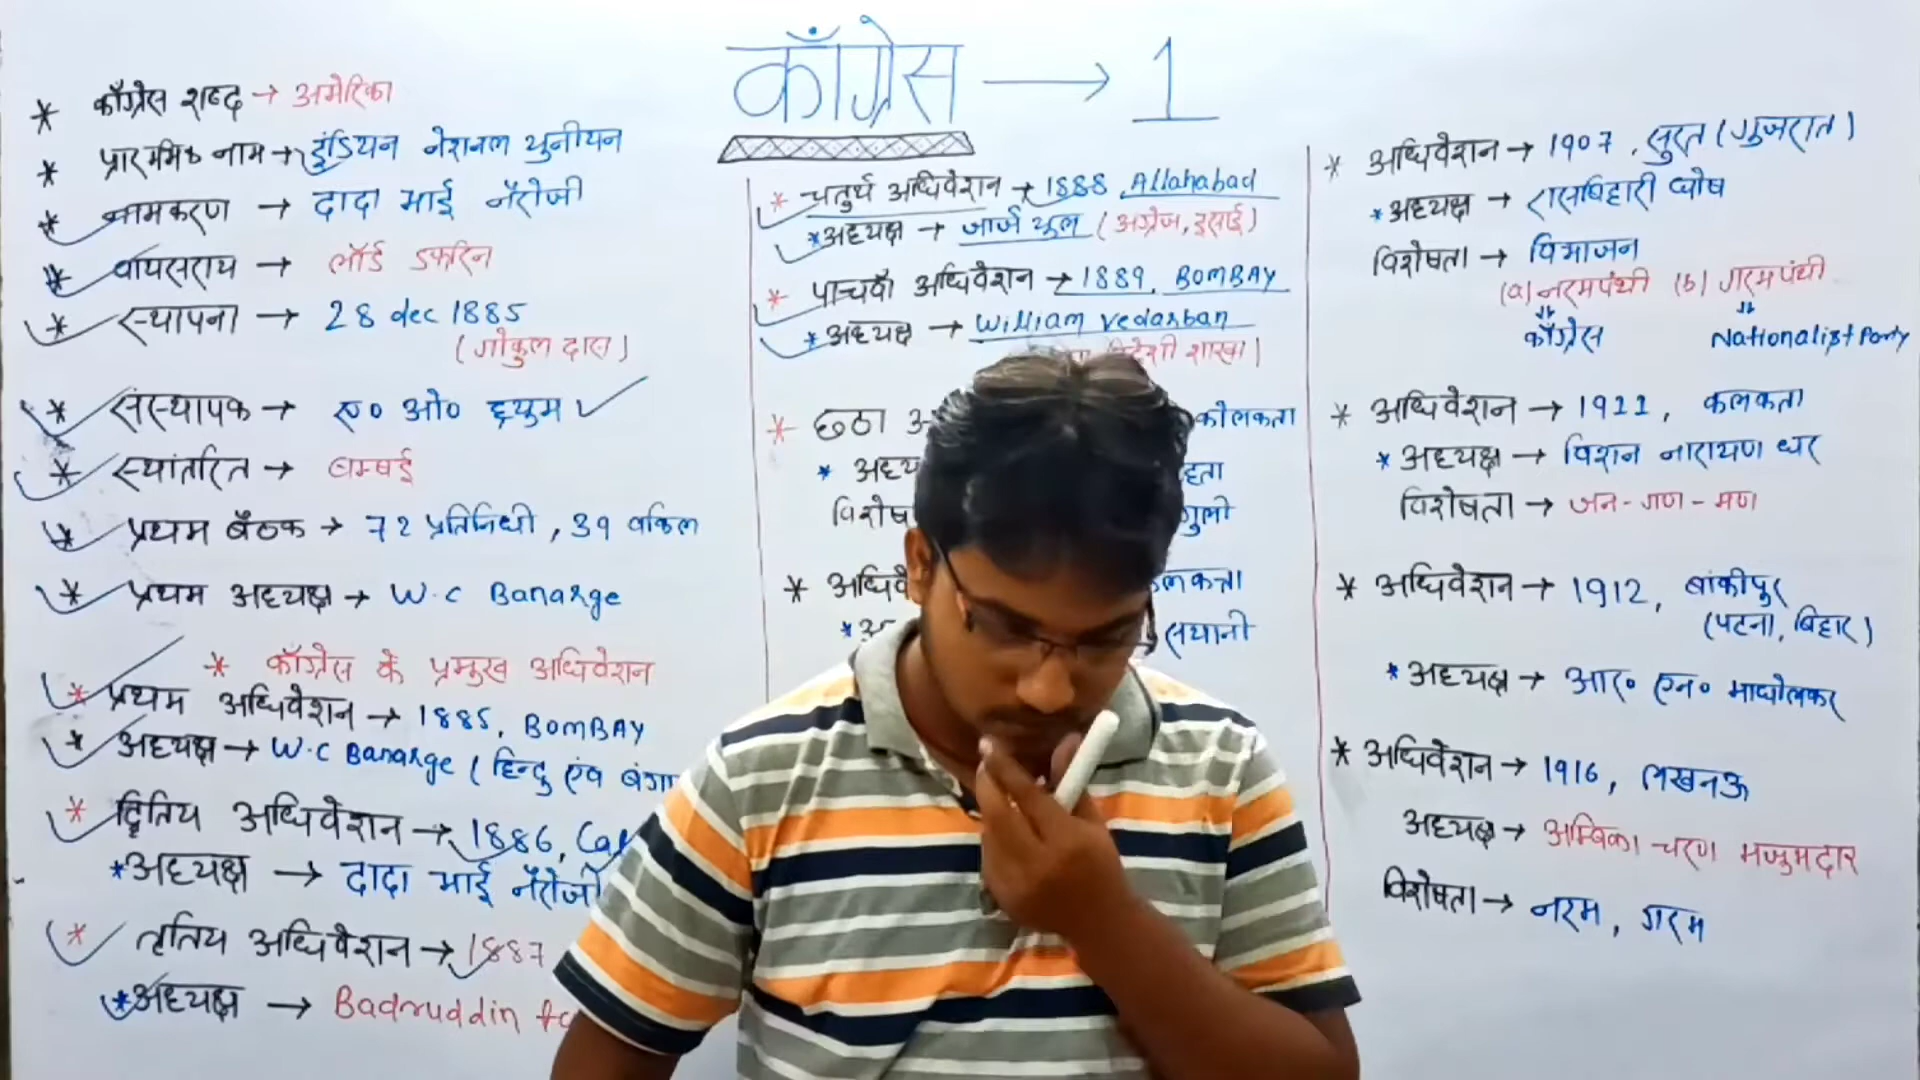 काँग्रेस → 1
* काँग्रेस शब्द → अमेरिका
* प्रारम्भिक नाम → इंडियन नेशनल युनीयन
* नामकरण → दादा भाई नौरोजी
* वायसराय → लॉर्ड डफरिन
* स्थापना → 28 dec 1885
(गोकुल दास)
* संस्थापक → ए० ओ० ह्युम
* स्थांतरित → बम्बई
* प्रथम बैठक → 72 प्रतिनिधी, 39 वकिल
* प्रथम अध्यक्ष → W.C Banarge
* काँग्रेस के प्रमुख अधिवेशन
* प्रथम अधिवेशन → 1885, BOMBAY
* अध्यक्ष → W.C Banarge (हिन्दु एंव
* द्वितिय अधिवेशन → 1886,
* अध्यक्ष → दादा भाई नौरोजी
* तृतिय अधिवेशन → 1887
* अध्यक्ष → Badruddin
* चतुर्थ अधिवेशन → 1888, Allahabad
* अध्यक्ष → जार्ज युल (अंग्रेज, इसाई)
* पाचवाँ अधिवेशन → 1889, BOMBAY
* अध्यक्ष → William Vedarban
शाखा)
* छठा कोलकता
*
* कलकत्ता
* सयानी
* अधिवेशन → 1907, सुरत (गुजरात)
* अध्यक्ष → रासबिहारी घोष
विशेषता → विभाजन
(a) नरमपंथी (b) गरमपंथी
काँग्रेस Nationalist Party
* अधिवेशन → 1911, कलकता
* अध्यक्ष → विशन नारायण धर
विशेषता → जन-गण-मण
* अधिवेशन → 1912, बांकीपुर
(पटना, बिहार)
* अध्यक्ष → आर० एन० माधोलकर
* अधिवेशन → 1916, लखनऊ
अध्यक्ष → अम्बिका चरण मजुमदार
विशेषता → नरम, गरम